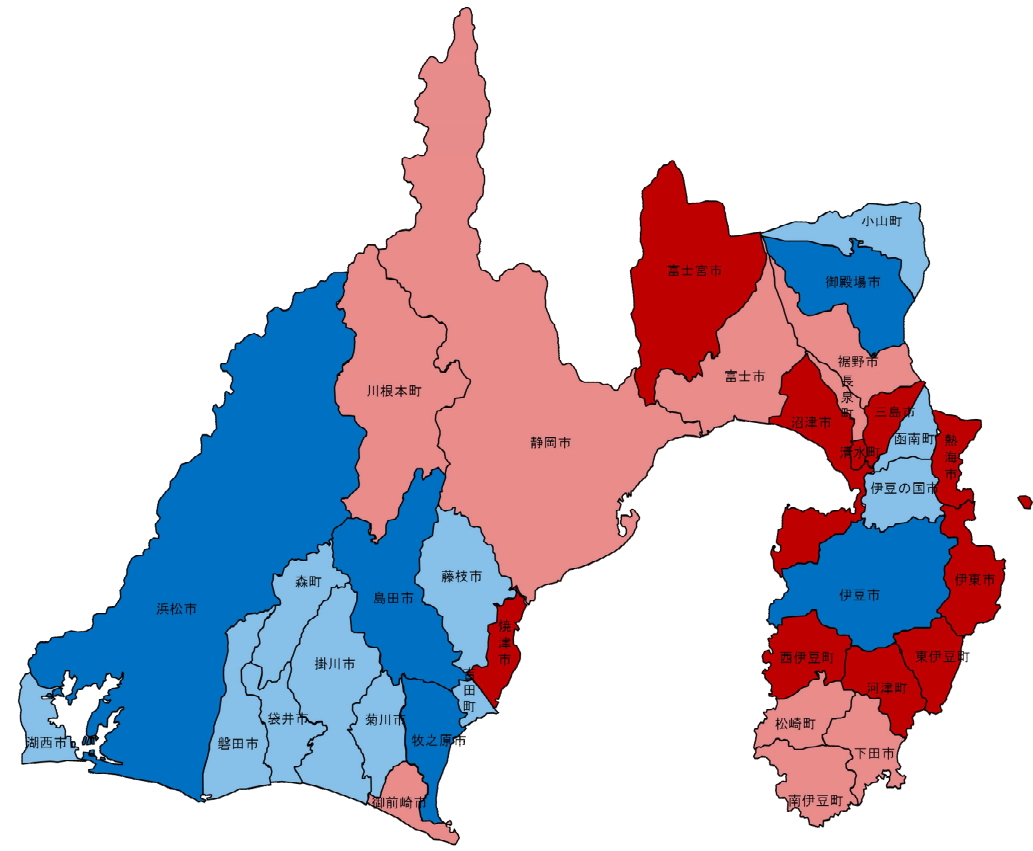 小山町
富士宮市
御殿場市
裾野市
富士市
長泉町
川根本町
三島市
沼津市
函南町
静岡市
清水町
熱海市
伊豆の国市
藤枝市
森町
伊東市
島田市
伊豆市
浜松市
焼津市
東伊豆町
西伊豆町
掛川市
河津町
吉田町
袋井市
菊川市
松崎町
牧之原市
湖西市
磐田市
下田市
南伊豆町
御前崎市